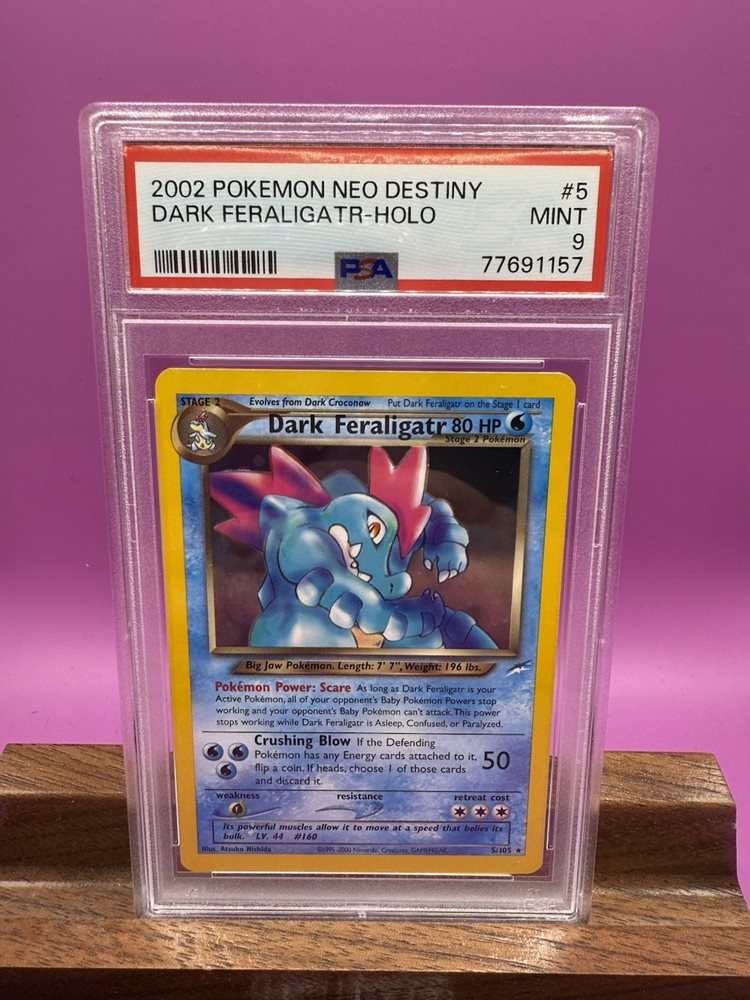 2002 POKEMON NEO DESTINY #5
DARK FERALIGATR-HOLO MINT
9
PSA 77691157
STAGE 2 Evolves from Dark Croconaw Put Dark Feraligatr on the Stage 1 card
Dark Feraligatr 80 HP
Stage 2 Pokémon
Big Jaw Pokémon. Length: 7' 7", Weight: 196 lbs.
Pokémon Power: Scare As long as Dark Feraligatr is your
Active Pokémon, all of your opponent's Baby Pokémon Powers stop
working and your opponent's Baby Pokémon can't attack. This power
stops working while Dark Feraligatr is Asleep, Confused, or Paralyzed.
Crushing Blow If the Defending
Pokémon has any Energy cards attached to it,
flip a coin. If heads, choose 1 of those cards
and discard it.
50
weakness resistance retreat cost
Its powerful muscles allow it to move at a speed that belies its
bulk. LV. 44 #160
Illus. Atsuko Nishida ©1995-2000 Nintendo, Creatures, GAMEFREAK. 5/105 ★